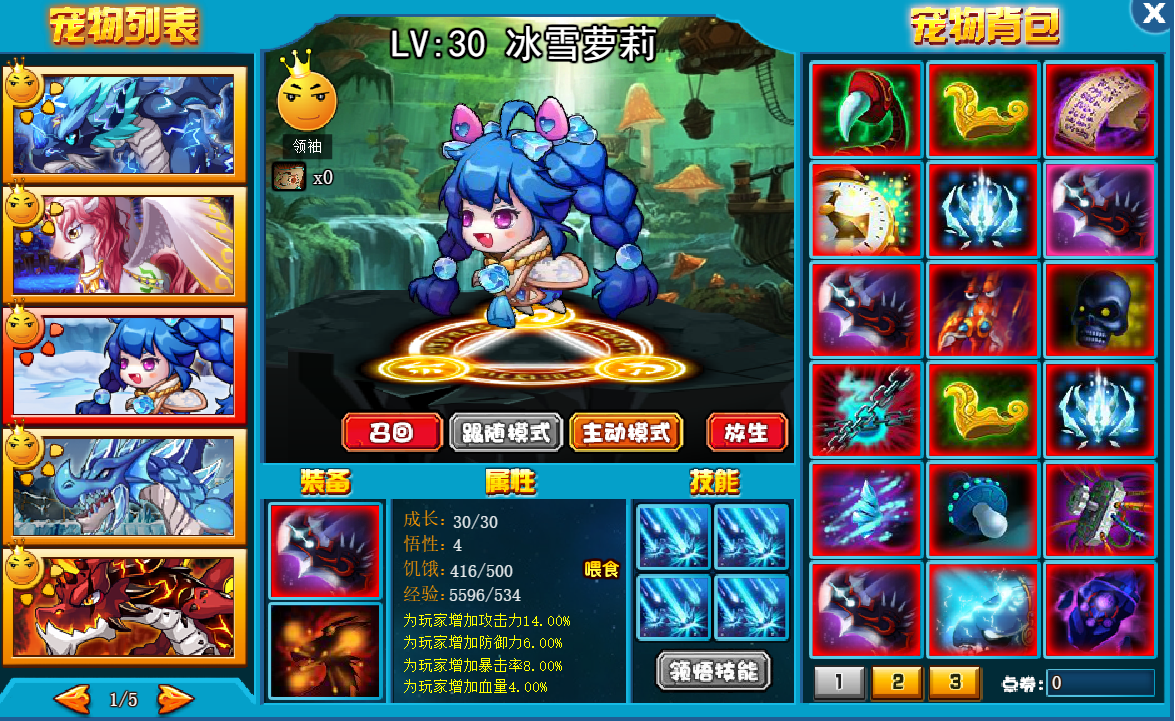 宠物列表
LV:30 冰雪萝莉
宠物背包
X
领袖
x0
召回
跟随模式
主动模式
放生
装备
属性
技能
成长: 30/30
悟性: 4
饥饿: 416/500
喂食
经验: 5596/534
为玩家增加攻击力14.00%
为玩家增加防御力6.00%
为玩家增加暴击率8.00%
为玩家增加血量4.00%
领悟技能
1/5
1
2
3
点券: 0